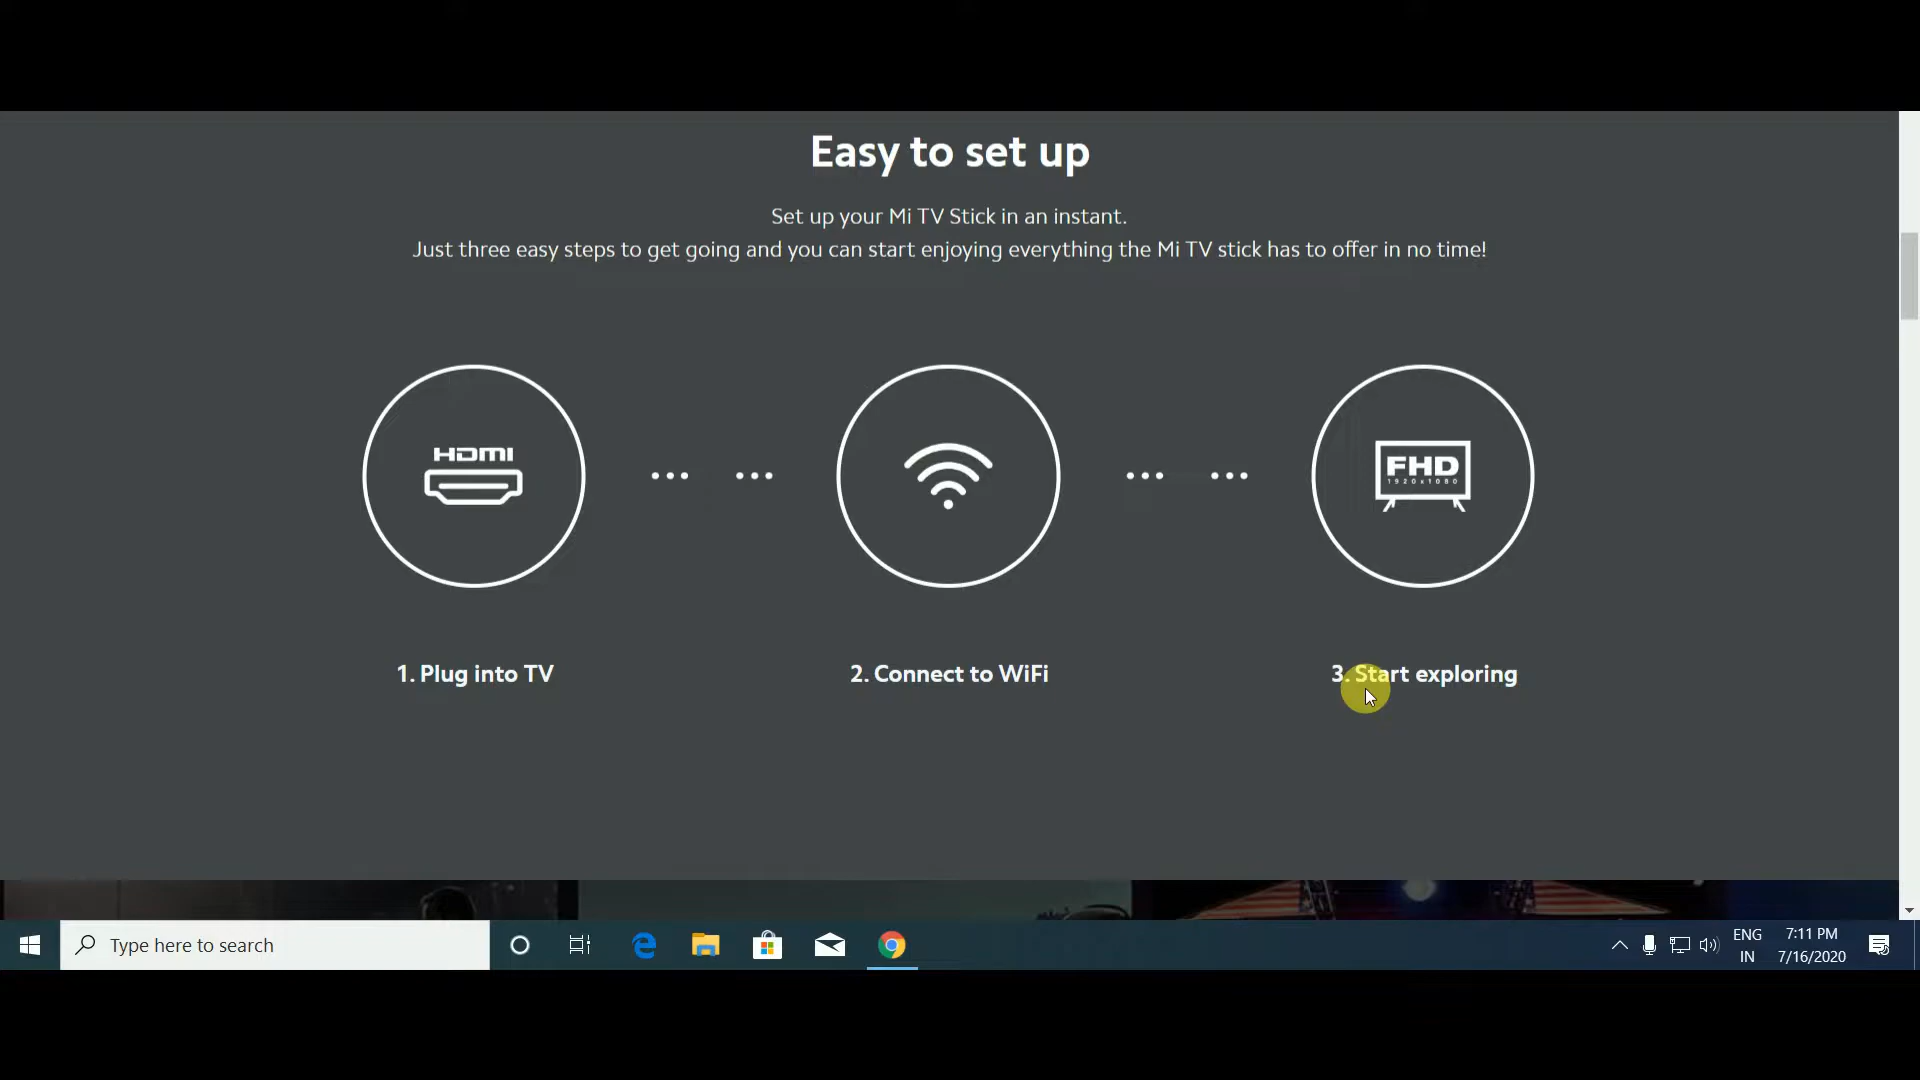 Easy to set up
Set up your Mi TV Stick in an instant.
Just three easy steps to get going and you can start enjoying everything the Mi TV stick has to offer in no time!
HDMI
FHD
1920x1080
1. Plug into TV
2. Connect to WiFi
3. Start exploring
Type here to search
ENG
IN
7:11 PM
7/16/2020